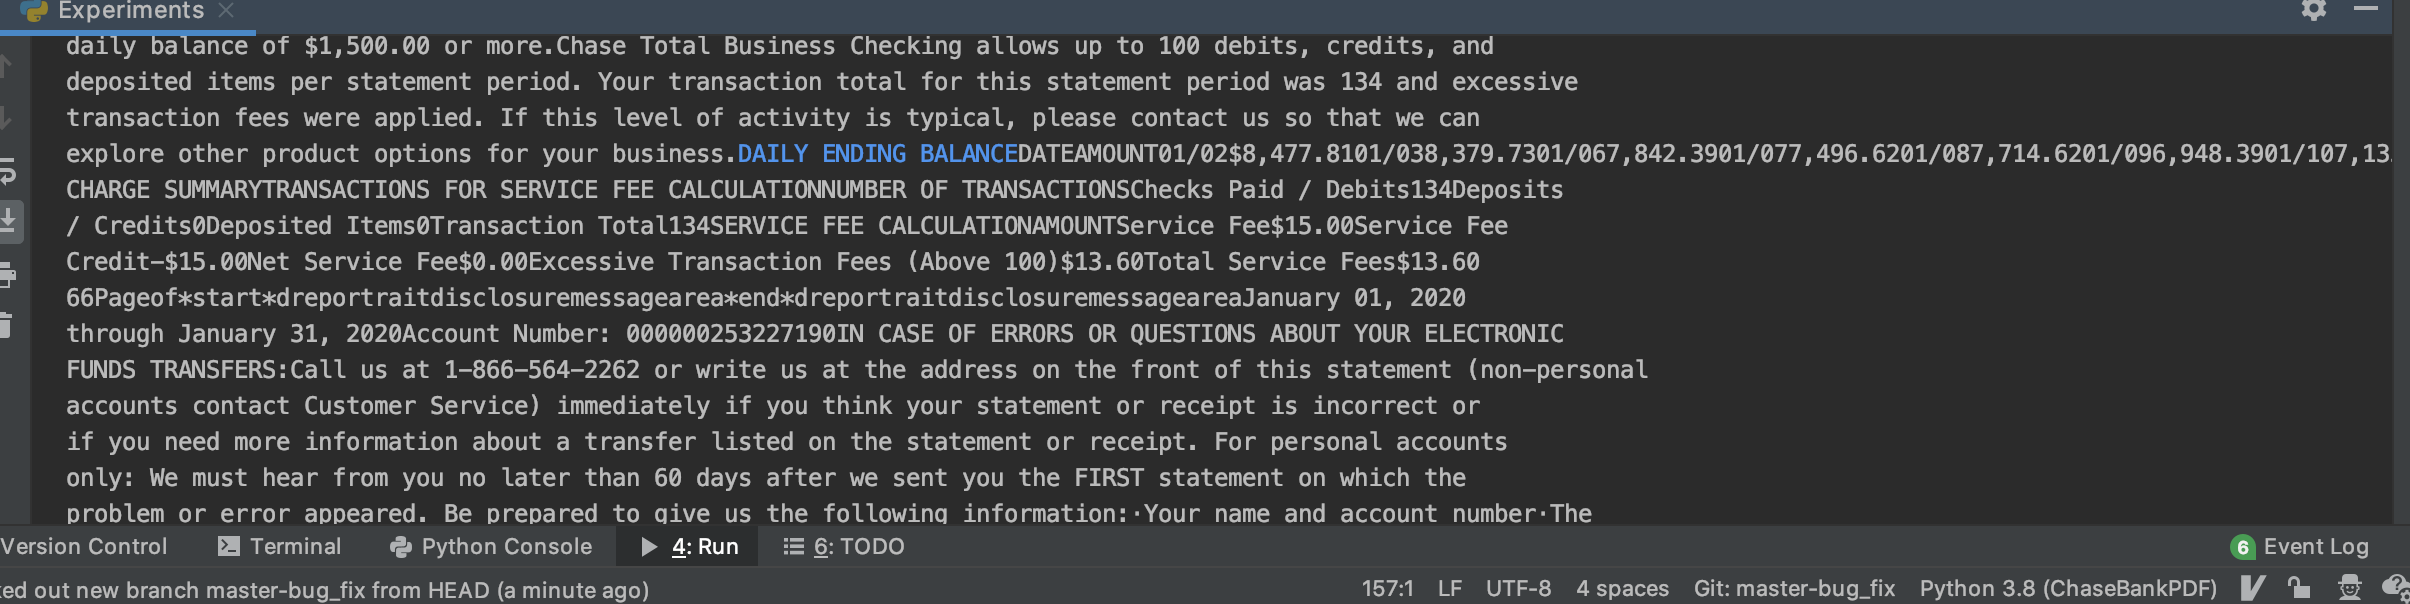 Experiments
daily balance of $1,500.00 or more.Chase Total Business Checking allows up to 100 debits, credits, and
deposited items per statement period. Your transaction total for this statement period was 134 and excessive
transaction fees were applied. If this level of activity is typical, please contact us so that we can
explore other product options for your business.DAILY ENDING BALANCEDATEAMOUNT01/02$8,477.8101/038,379.7301/067,842.3901/077,496.6201/087,714.6201/096,948.3901/107,13
CHARGE SUMMARYTRANSACTIONS FOR SERVICE FEE CALCULATIONNUMBER OF TRANSACTIONSChecks Paid / Debits134Deposits
/ Credits0Deposited Items0Transaction Total134SERVICE FEE CALCULATIONAMOUNTService Fee$15.00Service Fee
Credit-$15.00Net Service Fee$0.00Excessive Transaction Fees (Above 100)$13.60Total Service Fees$13.60
66Pageof*start*dreportraitdisclosuremessagearea*end*dreportraitdisclosuremessageareaJanuary 01, 2020
through January 31, 2020Account Number: 000000253227190IN CASE OF ERRORS OR QUESTIONS ABOUT YOUR ELECTRONIC
FUNDS TRANSFERS:Call us at 1-866-564-2262 or write us at the address on the front of this statement (non-personal
accounts contact Customer Service) immediately if you think your statement or receipt is incorrect or
if you need more information about a transfer listed on the statement or receipt. For personal accounts
only: We must hear from you no later than 60 days after we sent you the FIRST statement on which the
problem or error appeared. Be prepared to give us the following information:·Your name and account number·The
Version Control Terminal Python Console 4: Run 6: TODO 6 Event Log
ked out new branch master-bug_fix from HEAD (a minute ago) 157:1 LF UTF-8 4 spaces Git: master-bug_fix Python 3.8 (ChaseBankPDF)